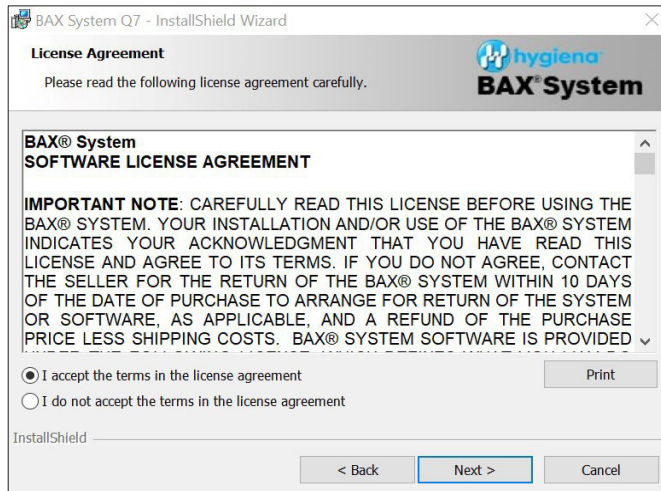 BAX System Q7 - InstallShield Wizard
License Agreement
Please read the following license agreement carefully.
hygiena
BAX® System
BAX® System
SOFTWARE LICENSE AGREEMENT
IMPORTANT NOTE: CAREFULLY READ THIS LICENSE BEFORE USING THE
BAX® SYSTEM. YOUR INSTALLATION AND/OR USE OF THE BAX® SYSTEM
INDICATES YOUR ACKNOWLEDGMENT THAT YOU HAVE READ THIS
LICENSE AND AGREE TO ITS TERMS. IF YOU DO NOT AGREE, CONTACT
THE SELLER FOR THE RETURN OF THE BAX® SYSTEM WITHIN 10 DAYS
OF THE DATE OF PURCHASE TO ARRANGE FOR RETURN OF THE SYSTEM
OR SOFTWARE, AS APPLICABLE, AND A REFUND OF THE PURCHASE
PRICE LESS SHIPPING COSTS. BAX® SYSTEM SOFTWARE IS PROVIDED
I accept the terms in the license agreement
Print
I do not accept the terms in the license agreement
InstallShield
< Back
Next >
Cancel